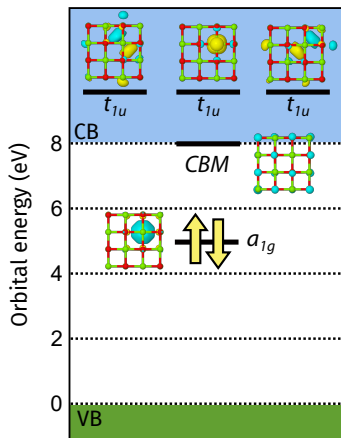 t1u t1u t1u
CB
8
CBM
6
a1g
4
2
0
VB
Orbital energy (eV)